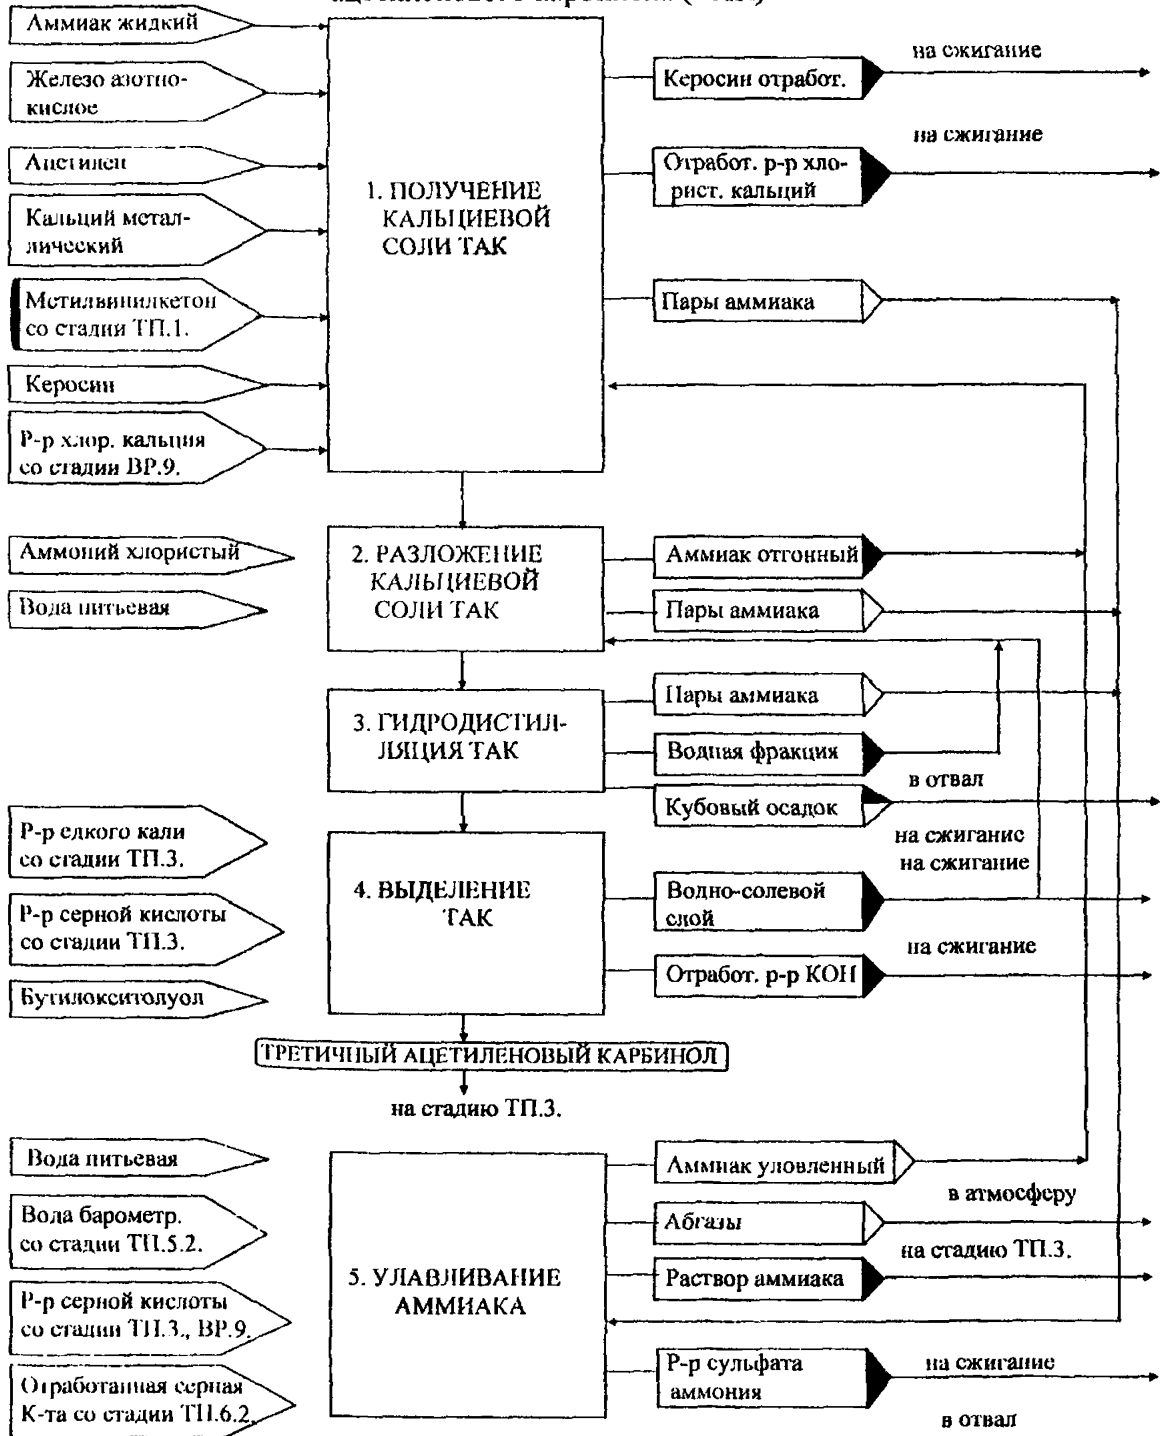 Аммиак жидкий
Железо азотно-
кислое
Ацетилен
Кальций метал-
лический
Метилвинилкетон
со стадии ТП.1.
Керосин
Р-р хлор. кальция
со стадии ВР.9.
1. ПОЛУЧЕНИЕ
КАЛЬЦИЕВОЙ
СОЛИ ТАК
Керосин отработ.
на сжигание
Отработ. р-р хло-
рист. кальций
на сжигание
Пары аммиака
Аммоний хлористый
Вода питьевая
2. РАЗЛОЖЕНИЕ
КАЛЬЦИЕВОЙ
СОЛИ ТАК
Аммиак отгонный
Пары аммиака
3. ГИДРОДИСТИЛ-
ЛЯЦИЯ ТАК
Пары аммиака
Водная фракция
в отвал
Кубовый осадок
на сжигание
на сжигание
Р-р едкого кали
со стадии ТП.3.
Р-р серной кислоты
со стадии ТП.3.
Бутилокситолуол
4. ВЫДЕЛЕНИЕ
ТАК
Водно-солевой
слой
на сжигание
Отработ. р-р КОН
ТРЕТИЧНЫЙ АЦЕТИЛЕНОВЫЙ КАРБИНОЛ
на стадию ТП.3.
Вода питьевая
Вода барометр.
со стадии ТП.5.2.
Р-р серной кислоты
со стадии ТП.3., ВР.9.
Отработанная серная
К-та со стадии ТП.6.2.
5. УЛАВЛИВАНИЕ
АММИАКА
Аммиак уловленный
в атмосферу
Абгазы
на стадию ТП.3.
Раствор аммиака
Р-р сульфата
аммония
на сжигание
в отвал